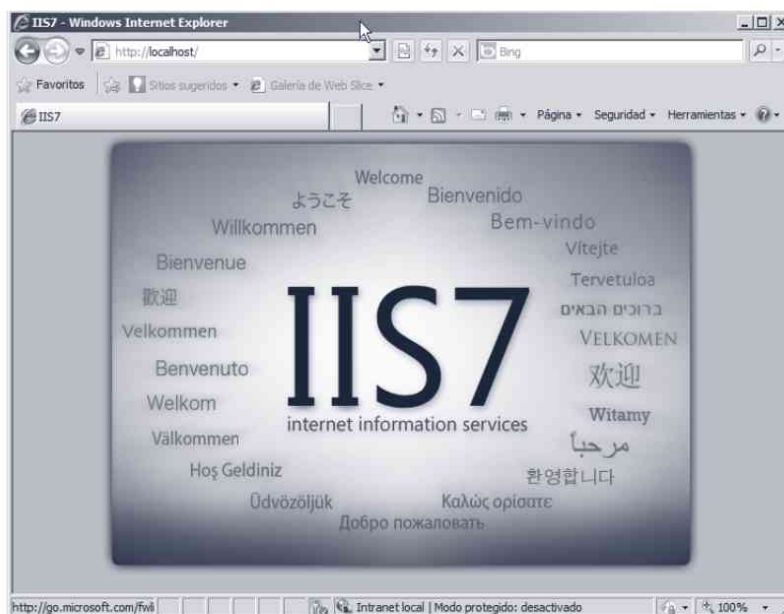 IIS7 - Windows Internet Explorer
http://localhost/
Bing
Favoritos Sitios sugeridos Galería de Web Slice
IIS7
Página Seguridad Herramientas
Welcome
ようこそ
Bienvenido
Willkommen
Bem-vindo
Vítejte
Bienvenue
Tervetuloa
歡迎
ברוכים הבאים
Velkommen
VELKOMEN
Benvenuto
欢迎
IIS7
internet information services
Welkom
Witamy
Välkommen
مرحباً
Hoş Geldiniz
환영합니다
Üdvözöljük
Καλώς ορίσατε
Добро пожаловать
http://go.microsoft.com/fwli
Intranet local | Modo protegido: desactivado
100%